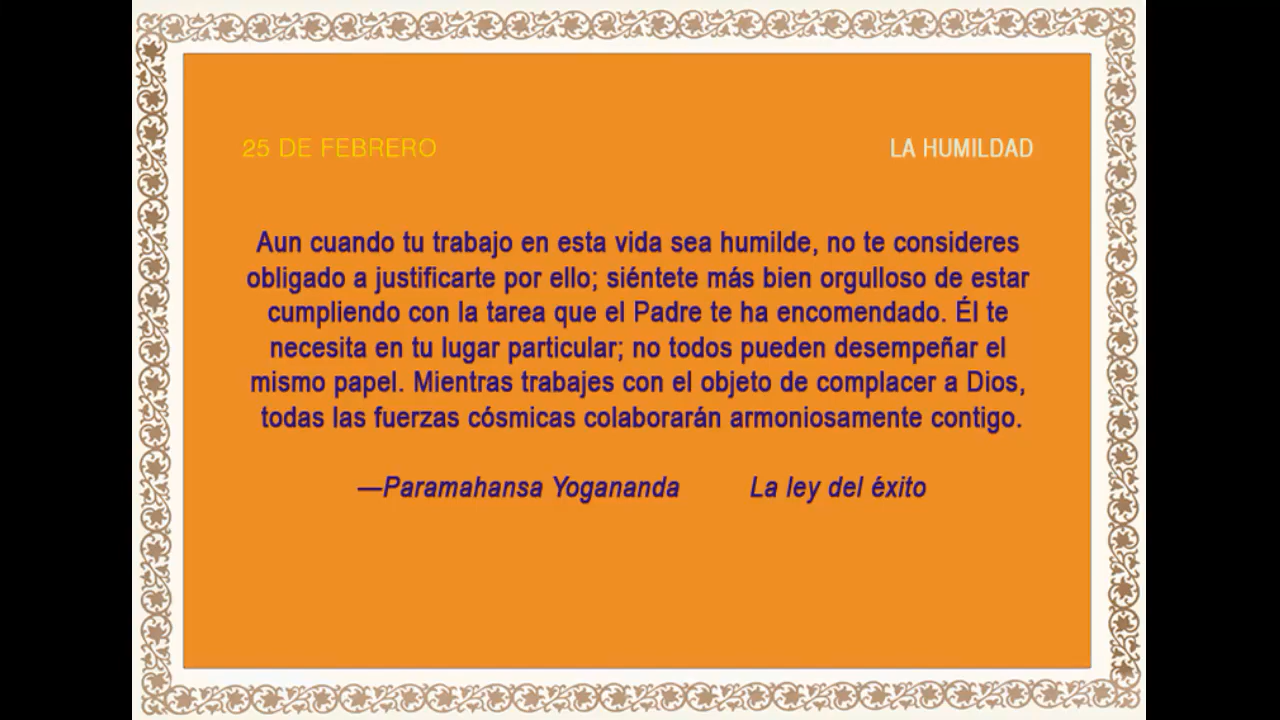 25 DE FEBRERO LA HUMILDAD
Aun cuando tu trabajo en esta vida sea humilde, no te consideres
obligado a justificarte por ello; siéntete más bien orgulloso de estar
cumpliendo con la tarea que el Padre te ha encomendado. Él te
necesita en tu lugar particular; no todos pueden desempeñar el
mismo papel. Mientras trabajes con el objeto de complacer a Dios,
todas las fuerzas cósmicas colaborarán armoniosamente contigo.
—Paramahansa Yogananda La ley del éxito